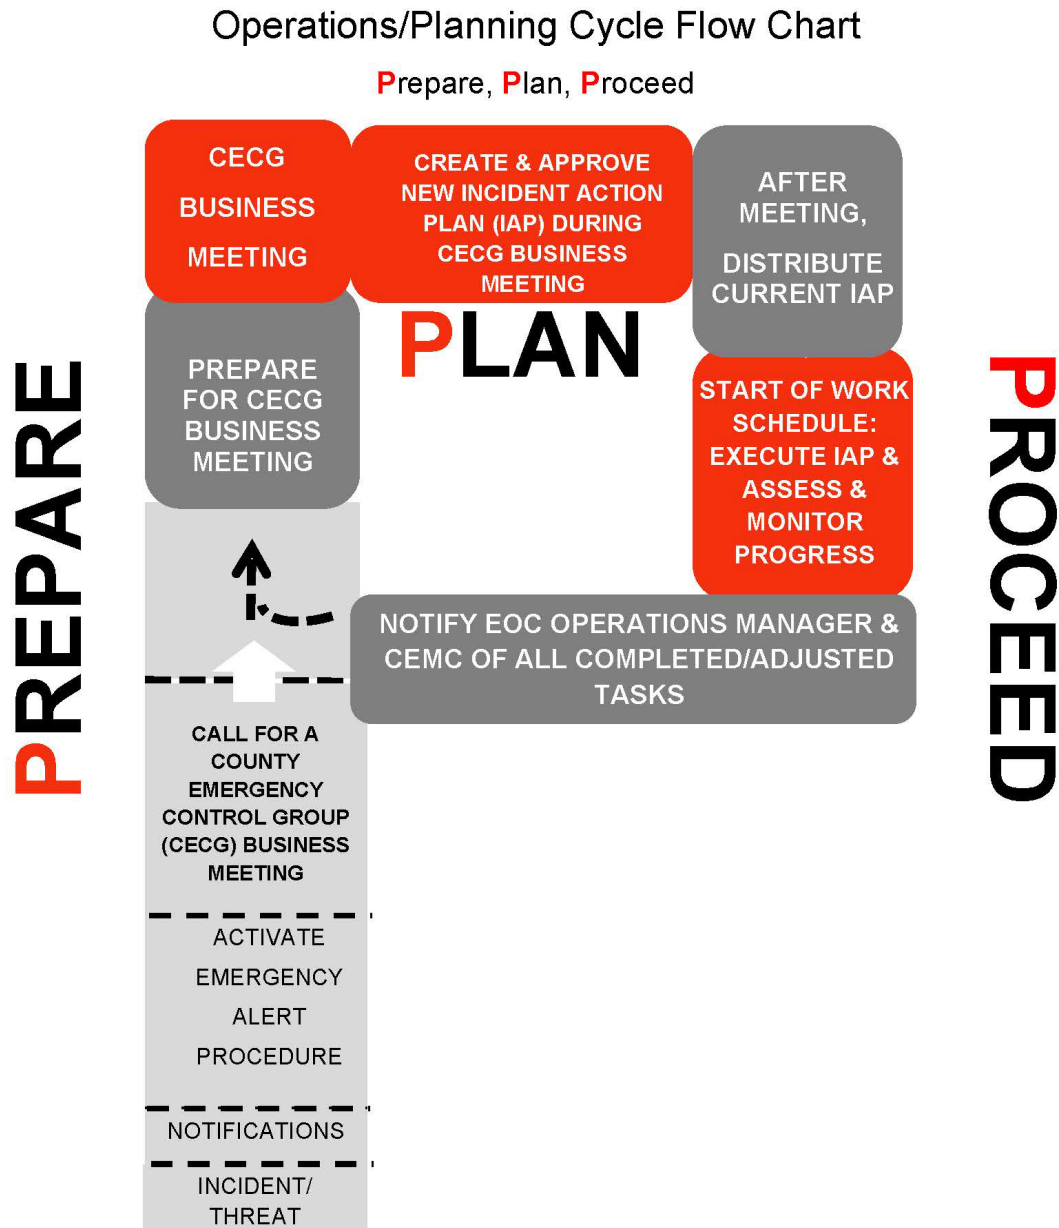 Operations/Planning Cycle Flow Chart
Prepare, Plan, Proceed
CECG
BUSINESS
MEETING
CREATE & APPROVE
NEW INCIDENT ACTION
PLAN (IAP) DURING
CECG BUSINESS
MEETING
AFTER
MEETING,
DISTRIBUTE
CURRENT IAP
PREPARE
PLAN
PROCEED
PREPARE
FOR CECG
BUSINESS
MEETING
START OF WORK
SCHEDULE:
EXECUTE IAP &
ASSESS &
MONITOR
PROGRESS
NOTIFY EOC OPERATIONS MANAGER &
CEMC OF ALL COMPLETED/ADJUSTED
TASKS
CALL FOR A
COUNTY
EMERGENCY
CONTROL GROUP
(CECG) BUSINESS
MEETING
ACTIVATE
EMERGENCY
ALERT
PROCEDURE
NOTIFICATIONS
INCIDENT/
THREAT